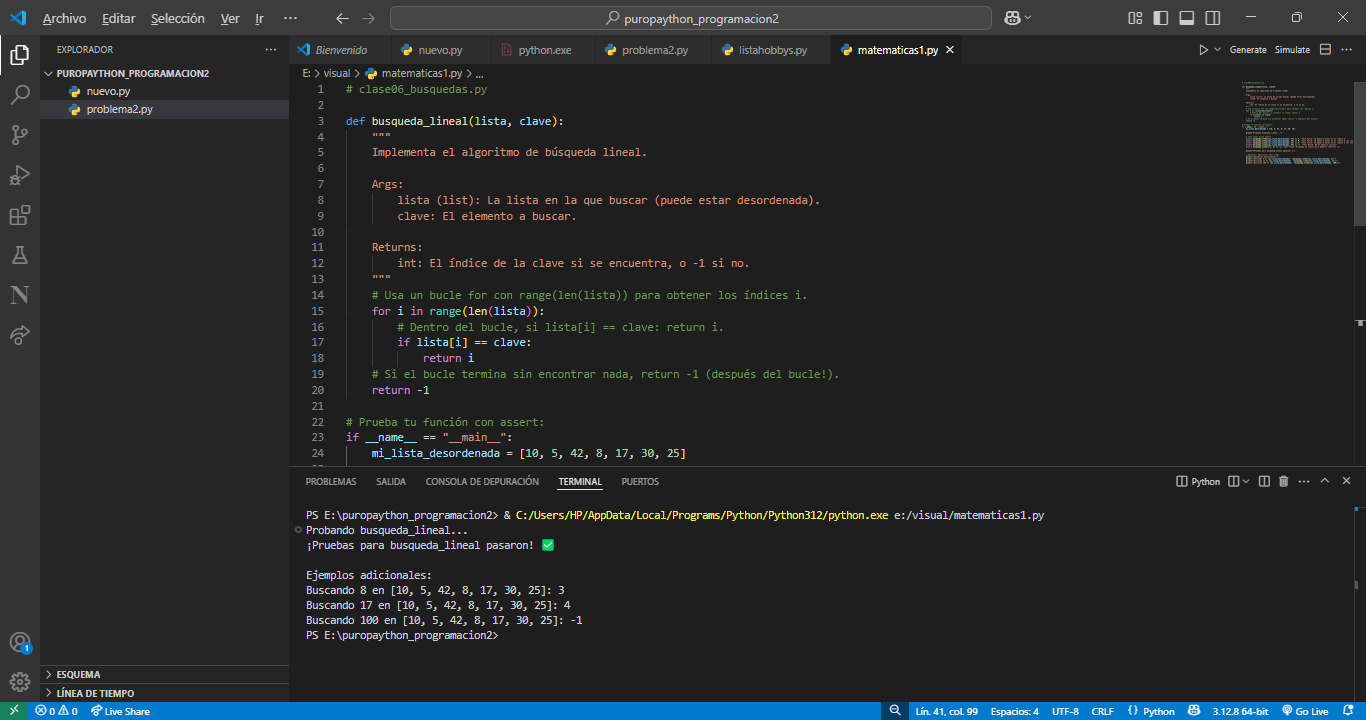 Archivo Editar Selección Ver Ir ··· puropaython_programacion2
EXPLORADOR ···
PUROPAYTHON_PROGRAMACION2
nuevo.py
problema2.py
ESQUEMA
LÍNEA DE TIEMPO
Bienvenido nuevo.py python.exe problema2.py listahobbys.py matematicas1.py Generate Simulate ···
E: > visual > matematicas1.py > ...
1 # clase06_busquedas.py
2
3 def busqueda_lineal(lista, clave):
4 """
5 Implementa el algoritmo de búsqueda lineal.
6
7 Args:
8 lista (list): La lista en la que buscar (puede estar desordenada).
9 clave: El elemento a buscar.
10
11 Returns:
12 int: El índice de la clave si se encuentra, o -1 si no.
13 """
14 # Usa un bucle for con range(len(lista)) para obtener los índices i.
15 for i in range(len(lista)):
16 # Dentro del bucle, si lista[i] == clave: return i.
17 if lista[i] == clave:
18 return i
19 # Si el bucle termina sin encontrar nada, return -1 (después del bucle!).
20 return -1
21
22 # Prueba tu función con assert:
23 if __name__ == "__main__":
24 mi_lista_desordenada = [10, 5, 42, 8, 17, 30, 25]
PROBLEMAS SALIDA CONSOLA DE DEPURACIÓN TERMINAL PUERTOS Python ···
PS E:\puropaython_programacion2> & C:/Users/HP/AppData/Local/Programs/Python/Python312/python.exe e:/visual/matematicas1.py
Probando busqueda_lineal...
¡Pruebas para busqueda_lineal pasaron! ✅
Ejemplos adicionales:
Buscando 8 en [10, 5, 42, 8, 17, 30, 25]: 3
Buscando 17 en [10, 5, 42, 8, 17, 30, 25]: 4
Buscando 100 en [10, 5, 42, 8, 17, 30, 25]: -1
PS E:\puropaython_programacion2>
1
0 0 Live Share Lín. 41, col. 99 Espacios: 4 UTF-8 CRLF {} Python 3.12.8 64-bit Go Live